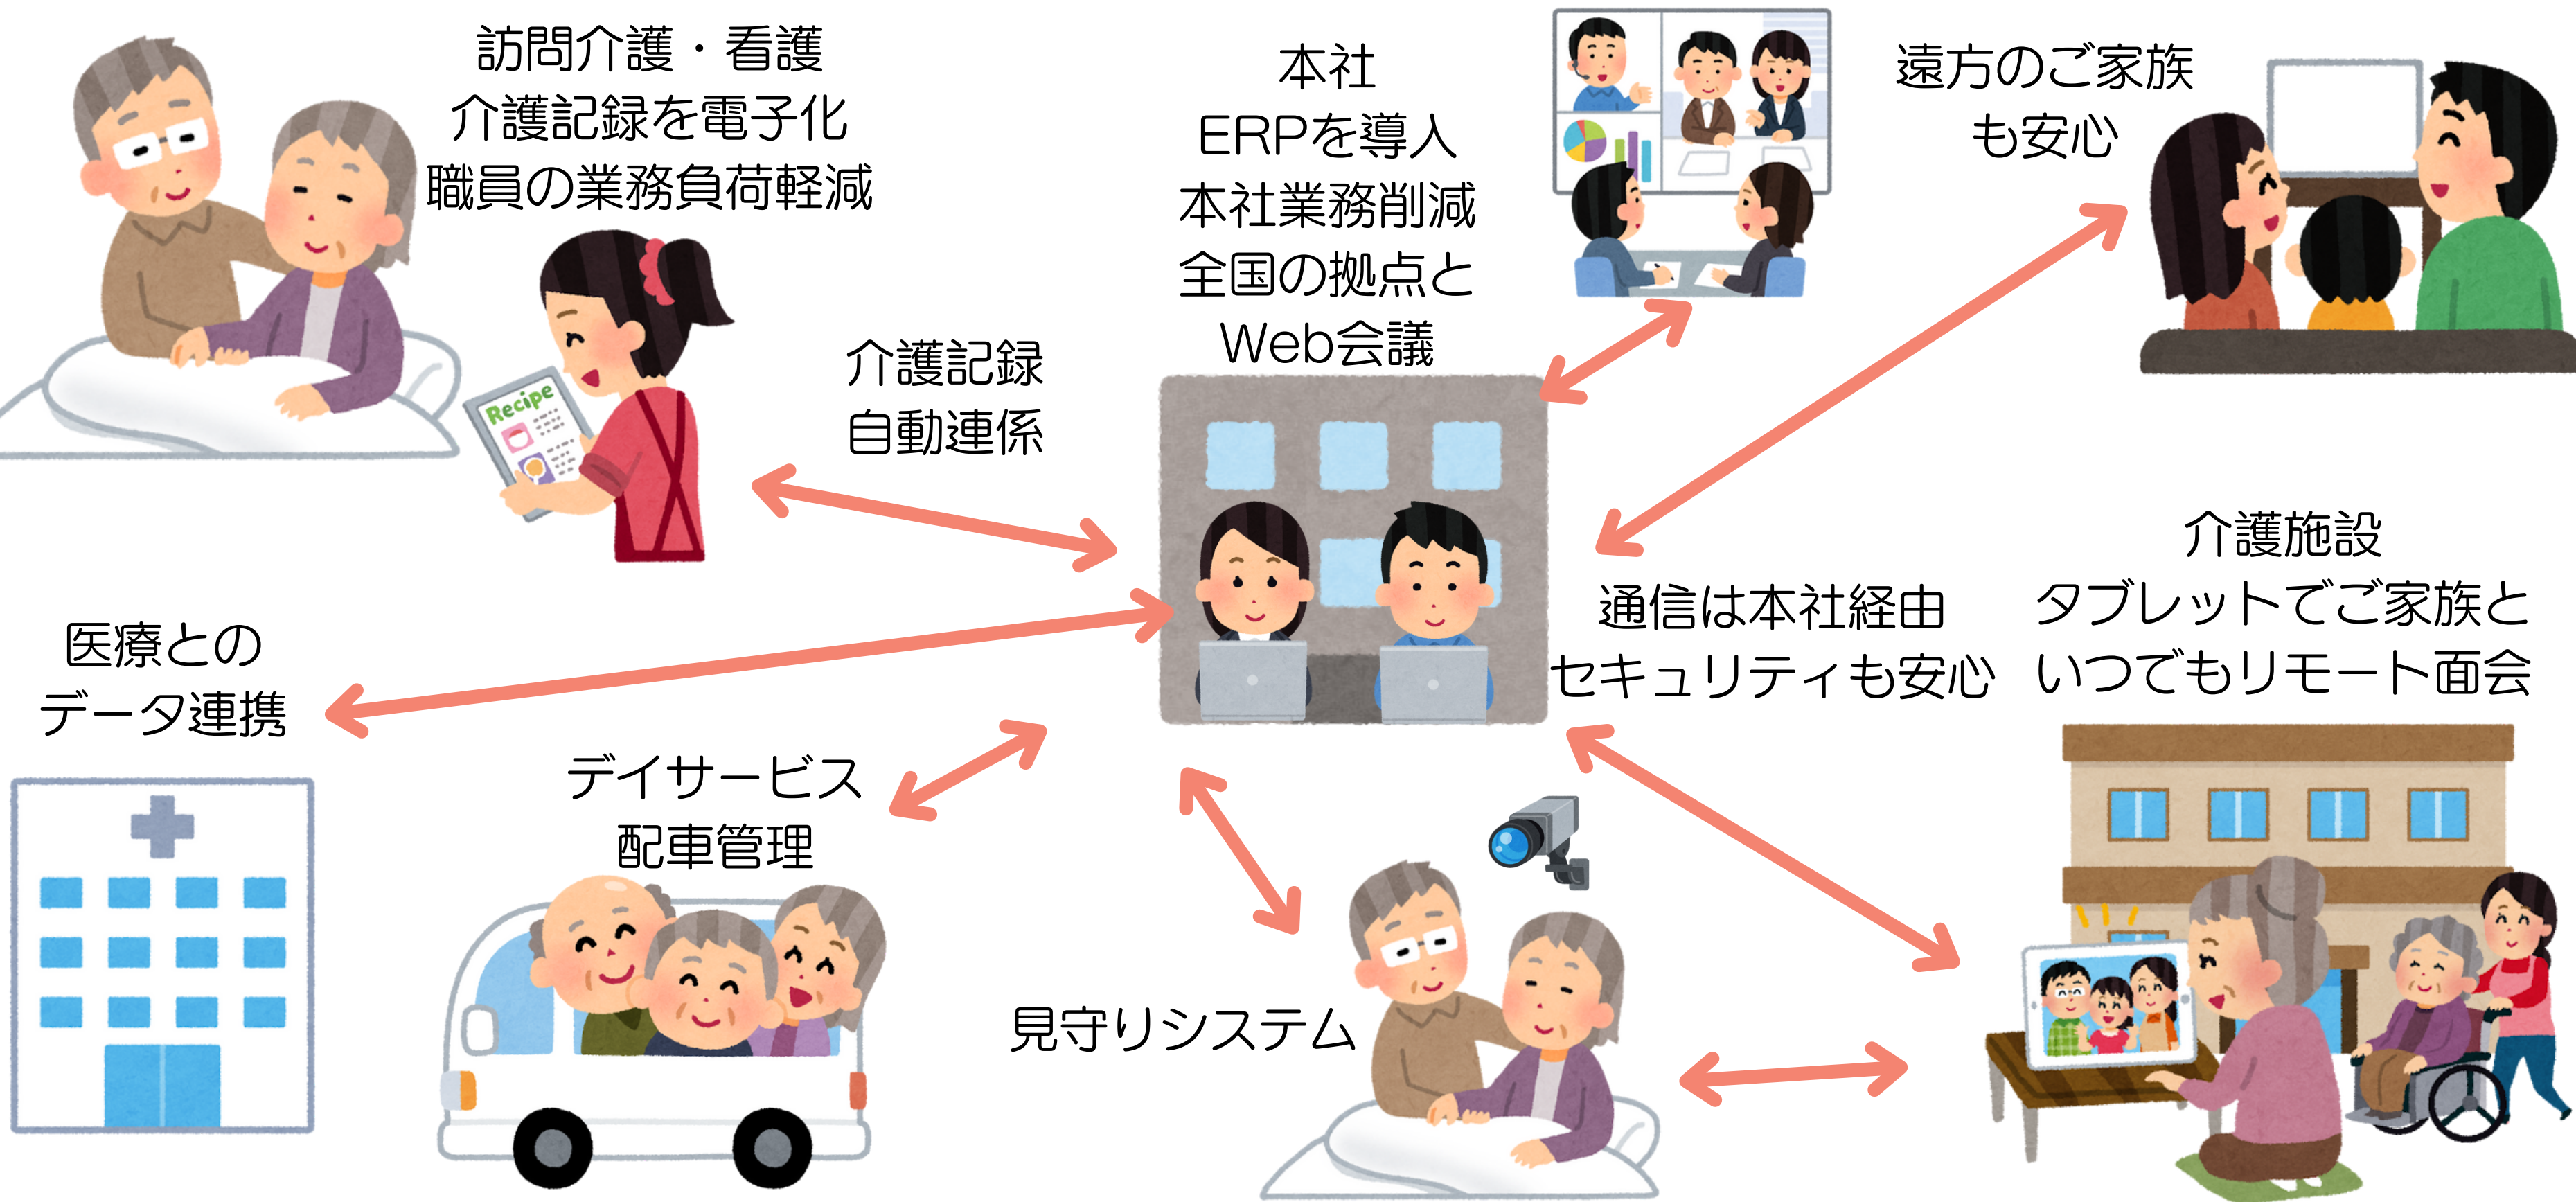 訪問介護・看護
介護記録を電子化
職員の業務負荷軽減
Recipe
介護記録
自動連係
本社
ERPを導入
本社業務削減
全国の拠点と
Web会議
遠方のご家族
も安心
通信は本社経由
セキュリティも安心
介護施設
タブレットでご家族と
いつでもリモート面会
医療との
データ連携
デイサービス
配車管理
見守りシステム